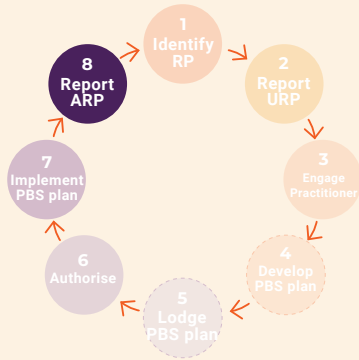 1
Identify
RP
2
Report
URP
3
Engage
Practitioner
4
Develop
PBS plan
5
Lodge
PBS plan
6
Authorise
7
Implement
PBS plan
8
Report
ARP